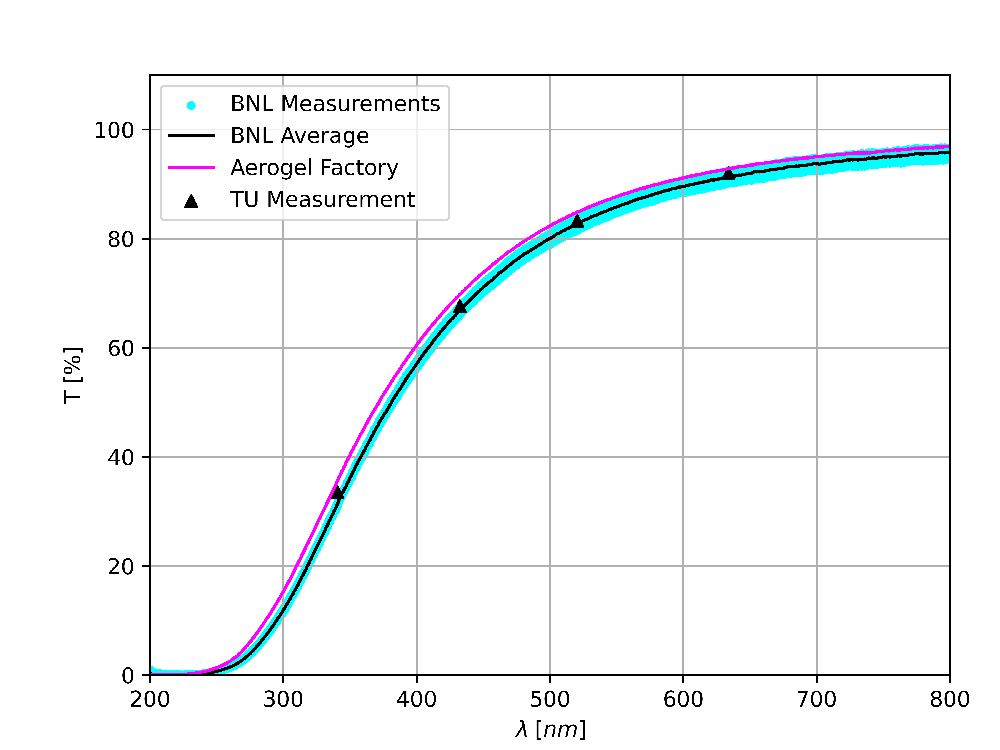 BNL Measurements
BNL Average
Aerogel Factory
TU Measurement
100
80
60
40
20
0
T [%]
200 300 400 500 600 700 800
λ [nm]